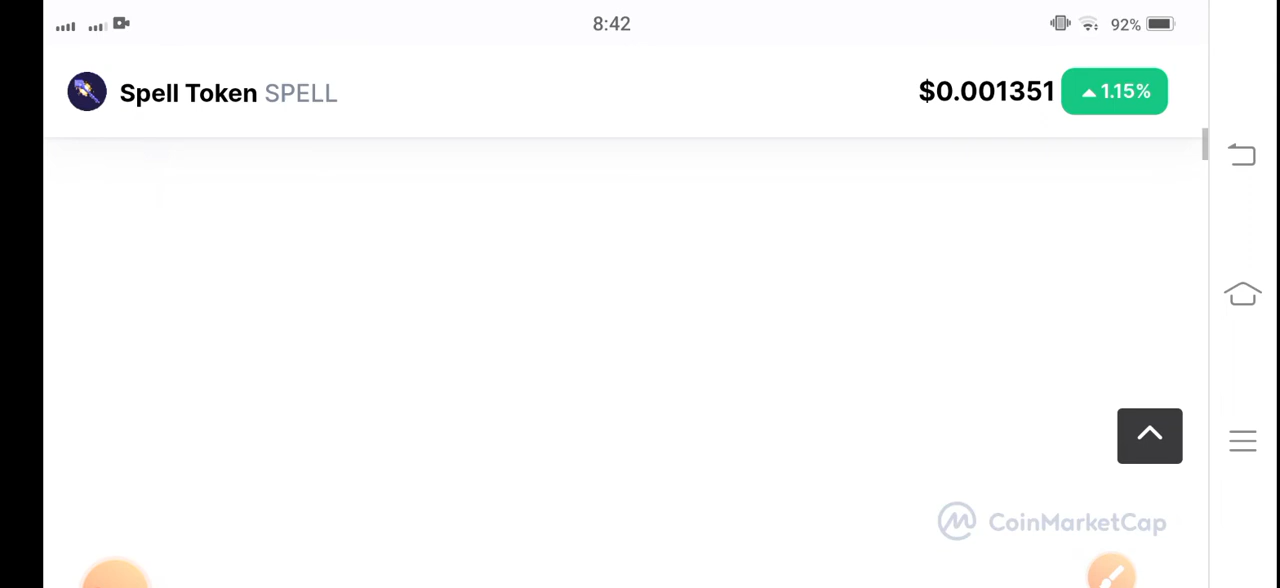 8:42
92%
Spell Token SPELL
$0.001351 1.15%
CoinMarketCap